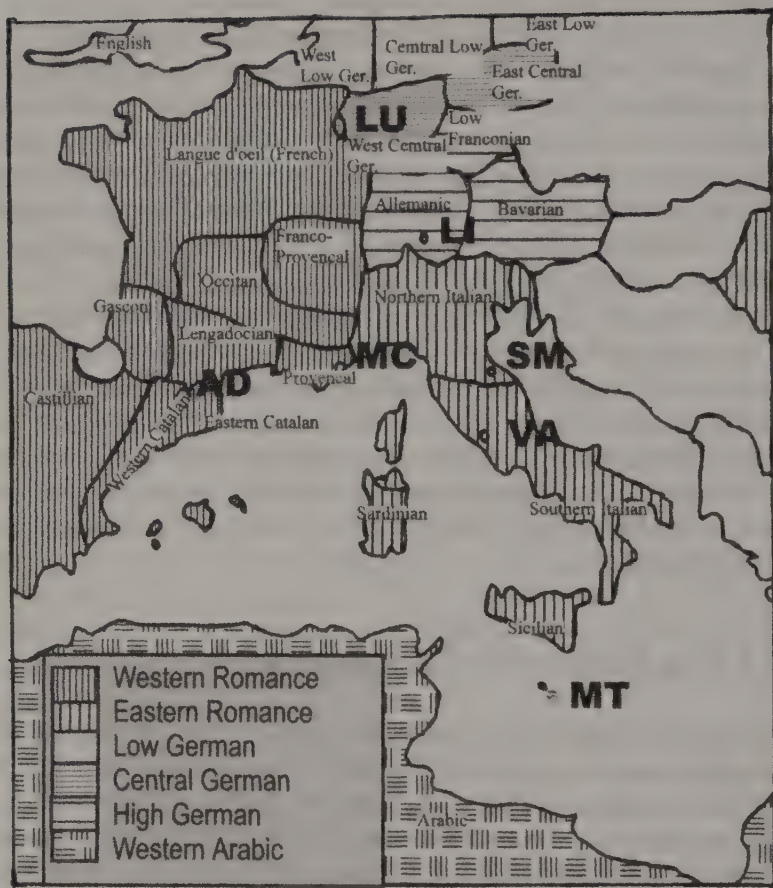 English
West
Low Ger.
Central Low
Ger.
East Low
Ger.
East Central
Ger.
LU
Low
Franconian
West Central
Ger.
Langue d'oeil (French)
Allemanic
Bavarian
LI
Franco-
Provencal
Occitan
Northern Italian
Gascon
Lengadocian
MC
SM
Provencal
AD
Castillian
Western Catalan
Eastern Catalan
VA
Sardinian
Southern Italian
Sicilian
MT
Arabic
Western Romance
Eastern Romance
Low German
Central German
High German
Western Arabic